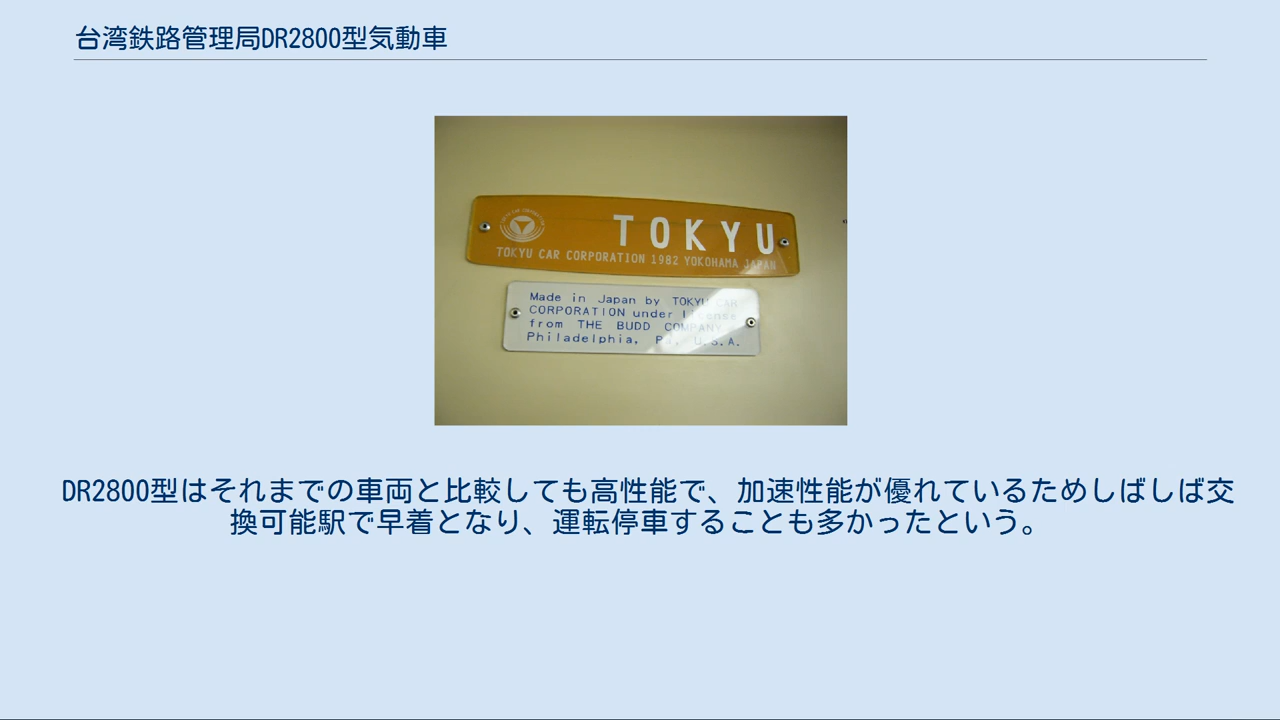 台湾鉄路管理局DR2800型気動車
TOKYU
TOKYU CAR CORPORATION 1982 YOKOHAMA JAPAN
Made in Japan by TOKYU CAR
CORPORATION under license
from THE BUDD COMPANY
Philadelphia, Pa. U.S.A.
DR2800型はそれまでの車両と比較しても高性能で、加速性能が優れているためしばしば交
換可能駅で早着となり、運転停車することも多かったという。